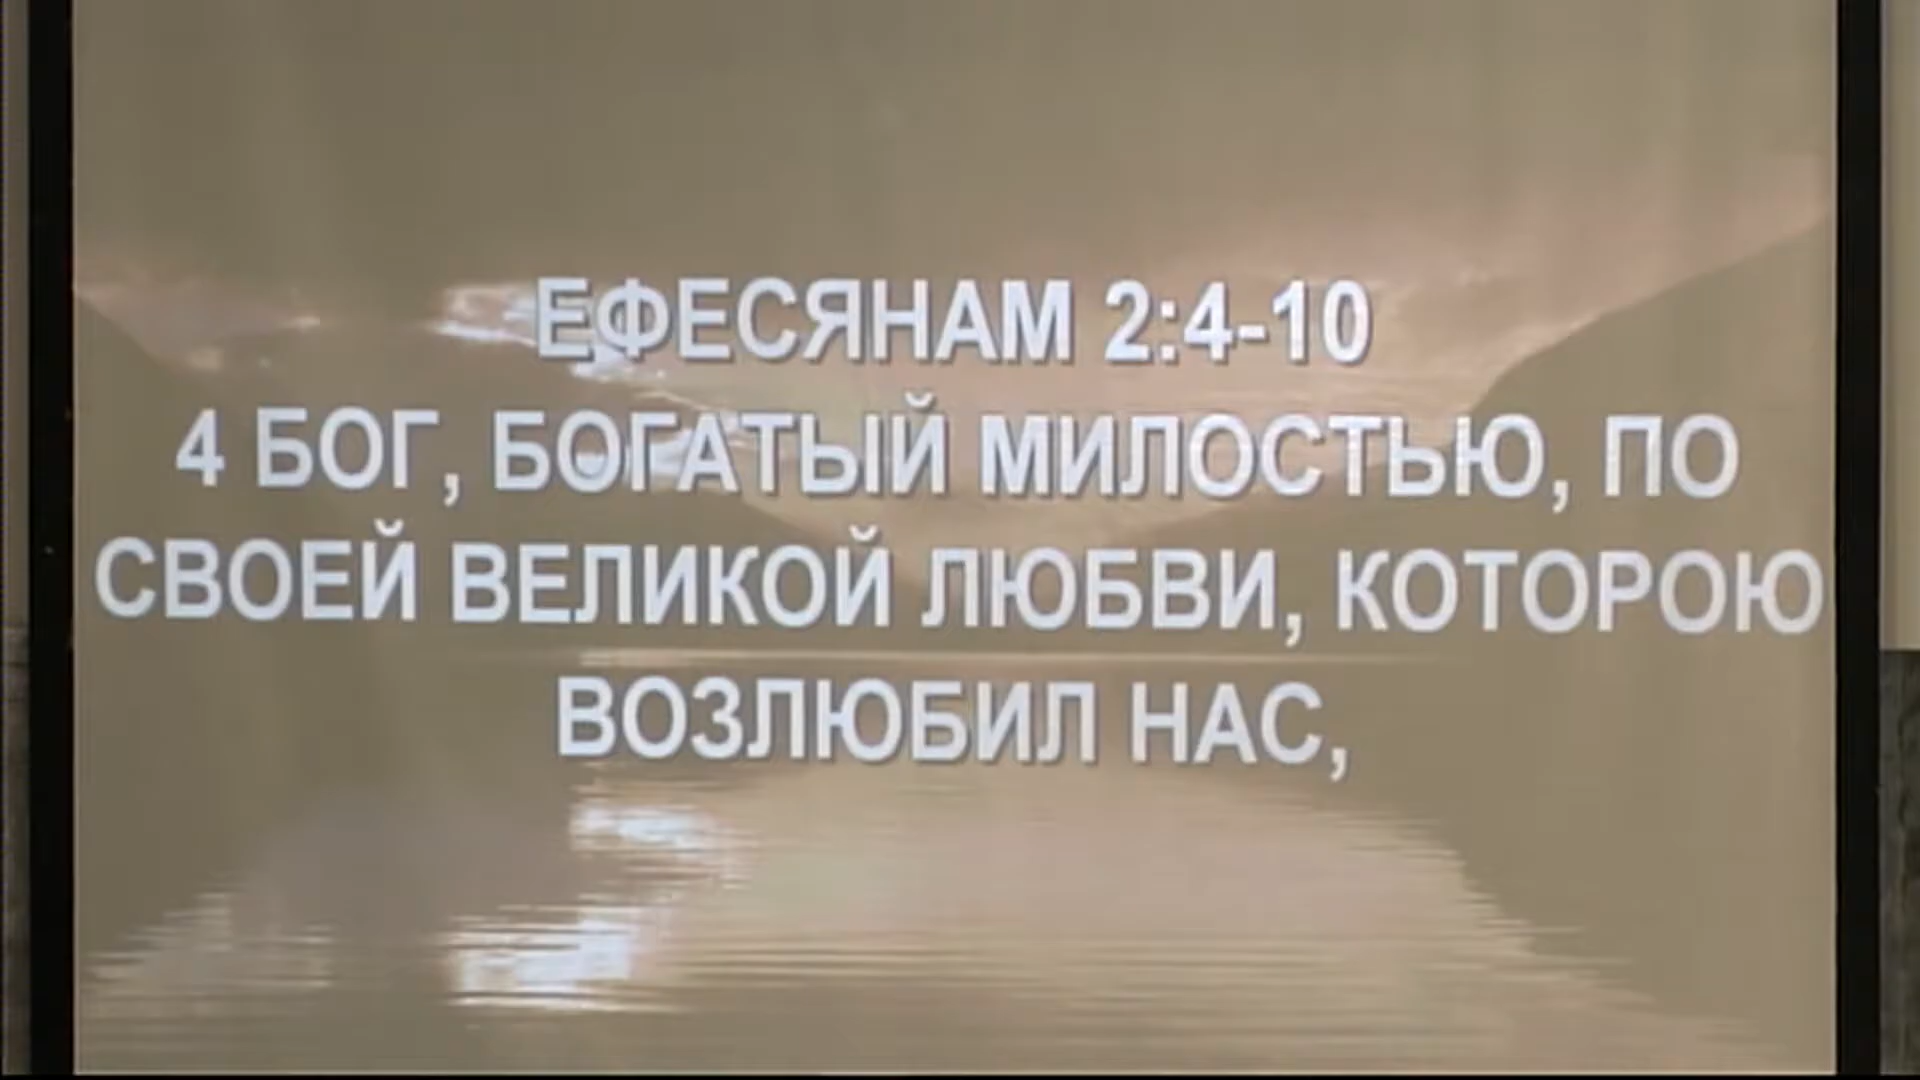 ЕФЕСЯНАМ 2:4-10
4 БОГ, БОГАТЫЙ МИЛОСТЬЮ, ПО
СВОЕЙ ВЕЛИКОЙ ЛЮБВИ, КОТОРОЮ
ВОЗЛЮБИЛ НАС,